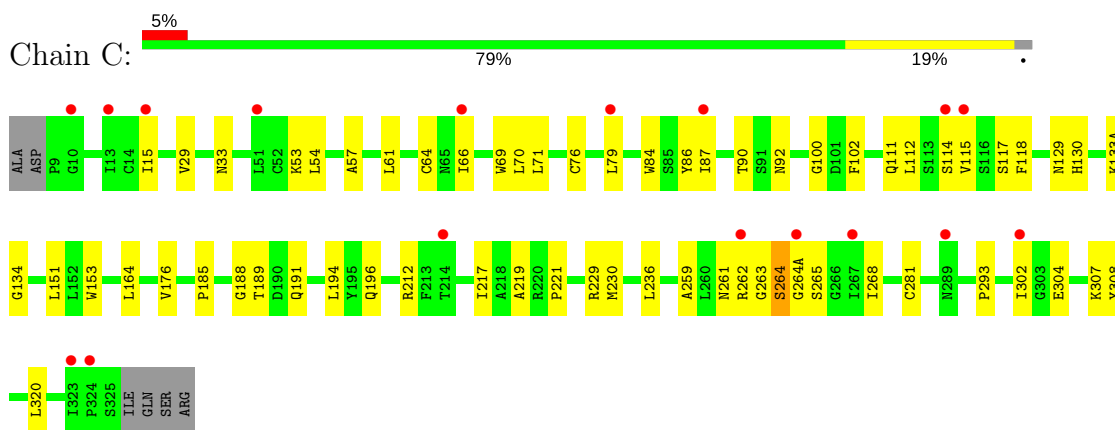 5%
Chain C:
79%
19%
•
ALA ASP P9 G10 I13 C14 I15 V29 N33 L51 C52 K53 L54 A57 L61 C64 N65 I66 W69 L70 L71 C76 L79 W84 S85 Y86 I87 T90 S91 N92 G100 D101 F102 Q111 L112 S113 S114 V115 S116 S117 F118 N129 H130 K133A
G134 L151 L152 W153 L164 V176 P185 G188 T189 D190 Q191 L194 Y195 Q196 R212 F213 T214 I217 A218 A219 R220 P221 R229 M230 L236 A259 L260 N261 R262 G263 S264 G264A S265 G266 I267 I268 C281 N289 P293 I302 G303 E304 K307
L320 I323 P324 S325 ILE GLN SER ARG